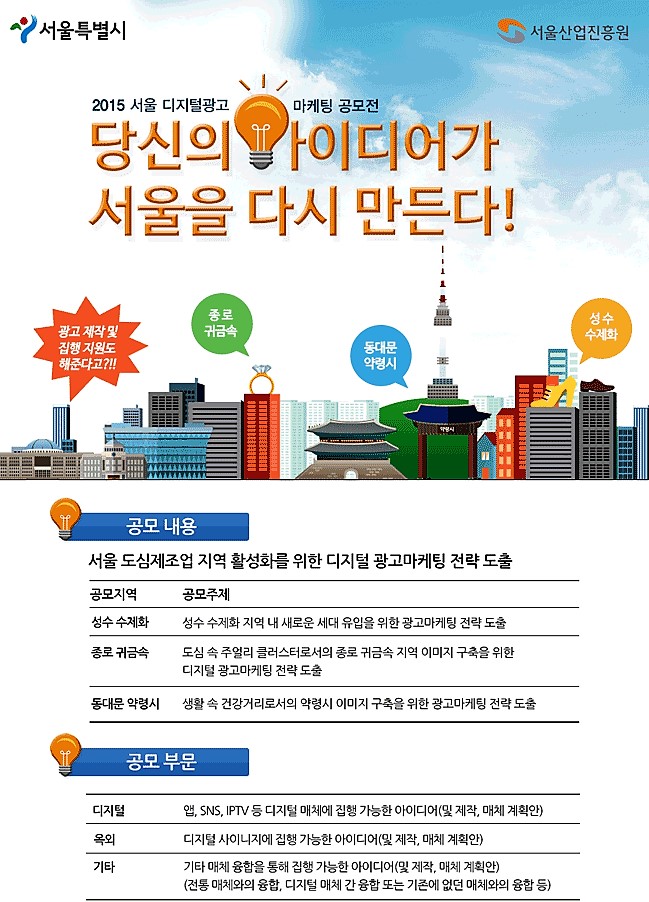 서울특별시
서울산업진흥원
2015 서울 디지털광고 마케팅 공모전
당신의 아이디어가
서울을 다시 만든다!
광고 제작 및
집행 지원도
해준다고?!!
종로
귀금속
동대문
약령시
성수
수제화
약령시
공모 내용
서울 도심제조업 지역 활성화를 위한 디지털 광고마케팅 전략 도출
공모지역 공모주제
성수 수제화 성수 수제화 지역 내 새로운 세대 유입을 위한 광고마케팅 전략 도출
종로 귀금속 도심 속 주얼리 클러스터로서의 종로 귀금속 지역 이미지 구축을 위한
디지털 광고마케팅 전략 도출
동대문 약령시 생활 속 건강거리로서의 약령시 이미지 구축을 위한 광고마케팅 전략 도출
공모 부문
디지털 앱, SNS, IPTV 등 디지털 매체에 집행 가능한 아이디어(및 제작, 매체 계획안)
옥외 디지털 사이니지에 집행 가능한 아이디어(및 제작, 매체 계획안)
기타 기타 매체 융합을 통해 집행 가능한 아이디어(및 제작, 매체 계획안)
(전통 매체와의 융합, 디지털 매체 간 융합 또는 기존에 없던 매체와의 융합 등)